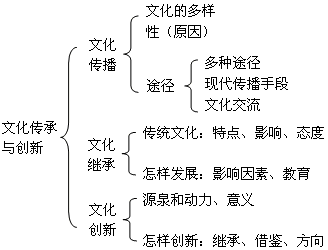 文化的多样
性（原因）
文化
传播
多种途径
途径
现代传播手段
文化交流
文化传承
与创新
传统文化：特点、影响、态度
文化
继承
怎样发展：影响因素、教育
源泉和动力、意义
文化
创新
怎样创新：继承、借鉴、方向